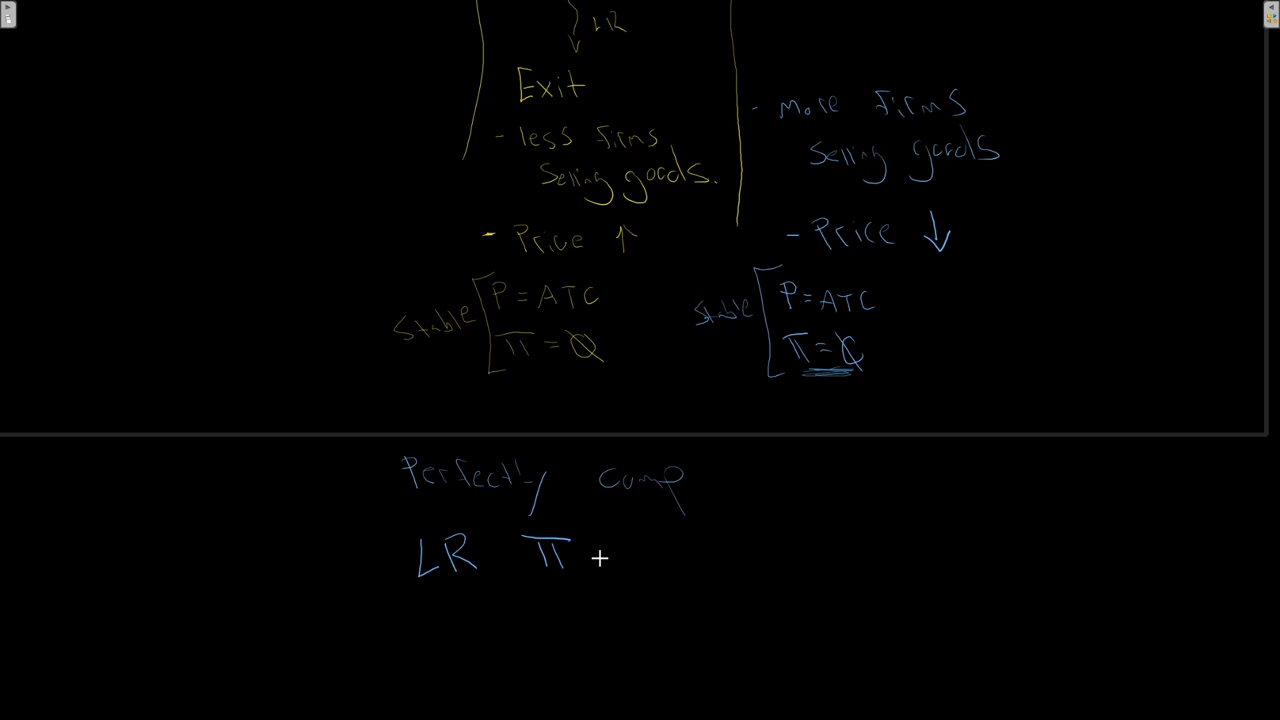 LR
Exit
- less firms
selling goods.
- Price ↑
Stable
P = ATC
π = 0
- More firms
Selling goods
- Price ↓
Stable
P = ATC
π = 0
Perfectly comp
LR π